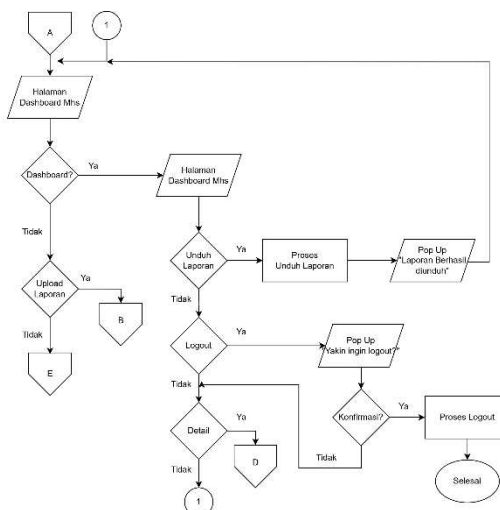 A
1
Halaman
Dashboard Mhs
Dashboard?
Ya
Halaman
Dashboard Mhs
Tidak
Upload
Laporan
Ya
B
Tidak
E
Unduh
Laporan
Ya
Proses
Unduh Laporan
Pop Up
"Laporan Berhasil
diunduh"
Tidak
Logout
Ya
Pop Up
"Yakin ingin logout?"
Tidak
Konfirmasi?
Ya
Proses Logout
Tidak
Selesai
Detail
Ya
D
Tidak
1